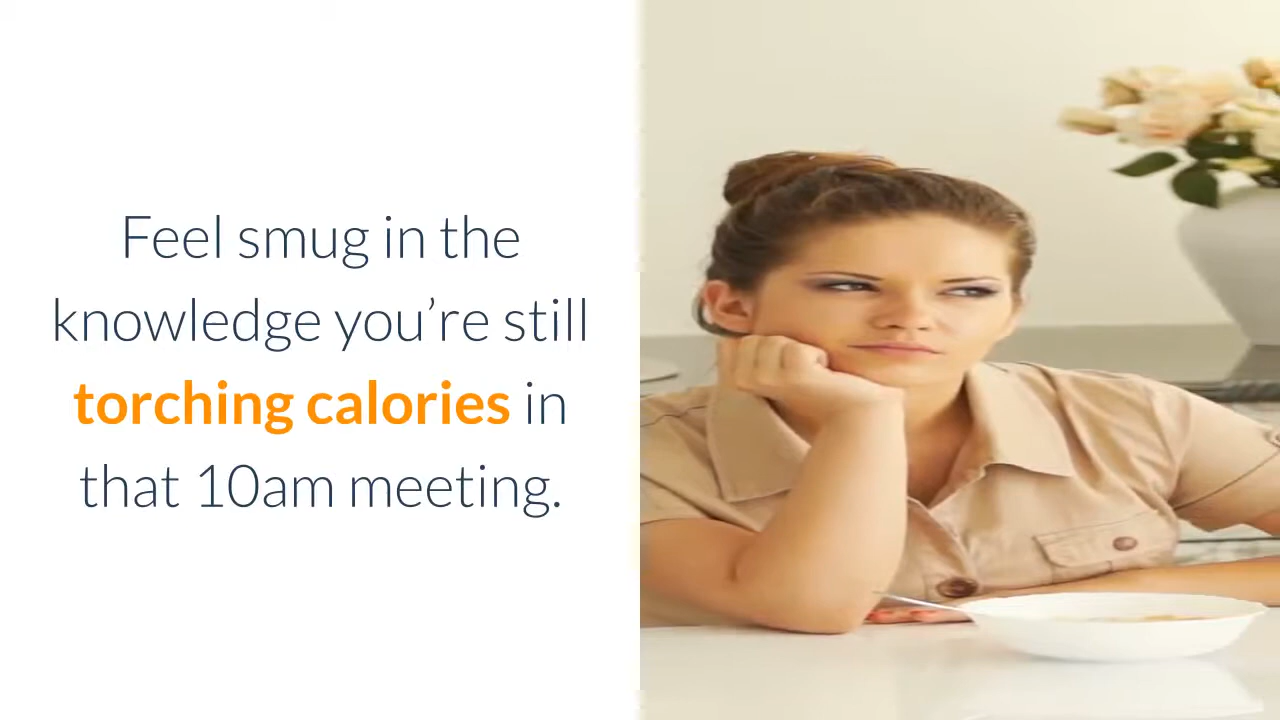 Feel smug in the
knowledge you’re still
torching calories in
that 10am meeting.